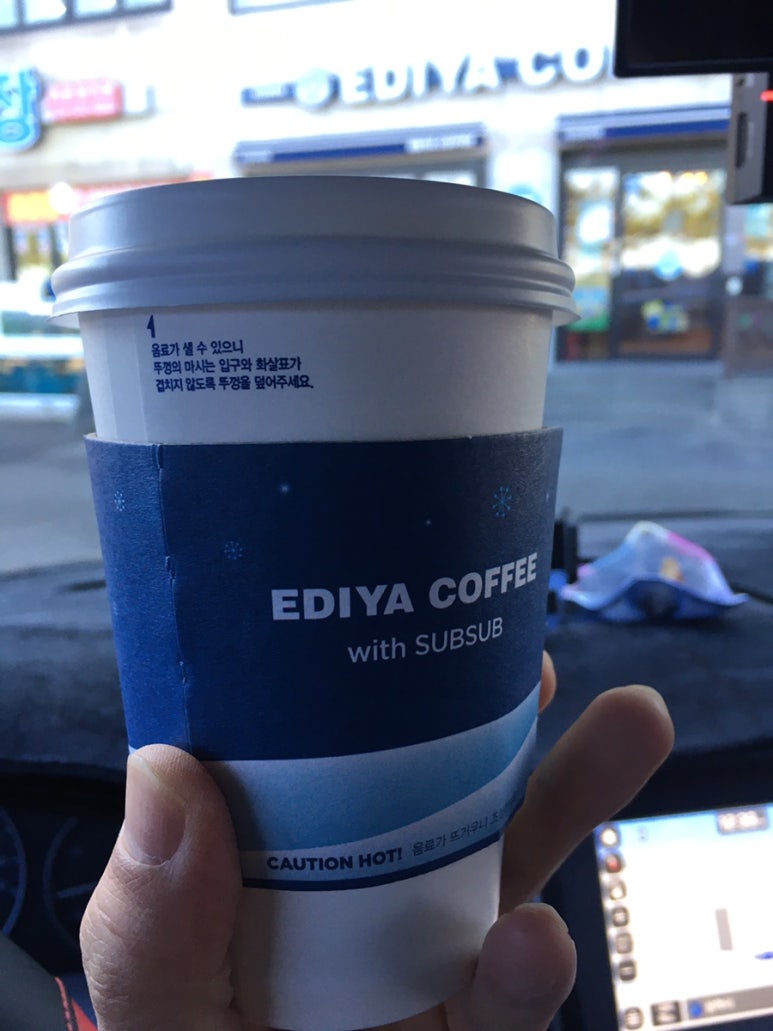 EDIYA CO
음료가 샐 수 있으니
뚜껑의 마시는 입구와 화살표가
겹치지 않도록 뚜껑을 덮어주세요.
EDIYA COFFEE
with SUBSUB
CAUTION HOT! 음료가 뜨거우니